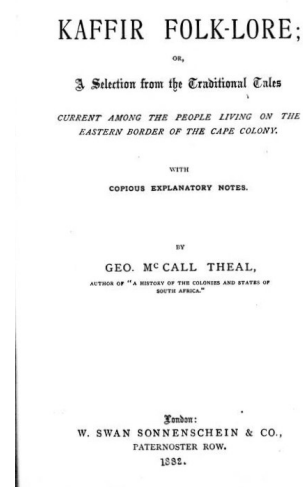 KAFFIR FOLK-LORE;
OR,
A Selection from the Traditional Tales
CURRENT AMONG THE PEOPLE LIVING ON THE
EASTERN BORDER OF THE CAPE COLONY.
WITH
COPIOUS EXPLANATORY NOTES.
BY
GEO. Mc CALL THEAL,
AUTHOR OF "A HISTORY OF THE COLONIES AND STATES OF
SOUTH AFRICA."
London:
W. SWAN SONNENSCHEIN & CO.,
PATERNOSTER ROW.
1882.